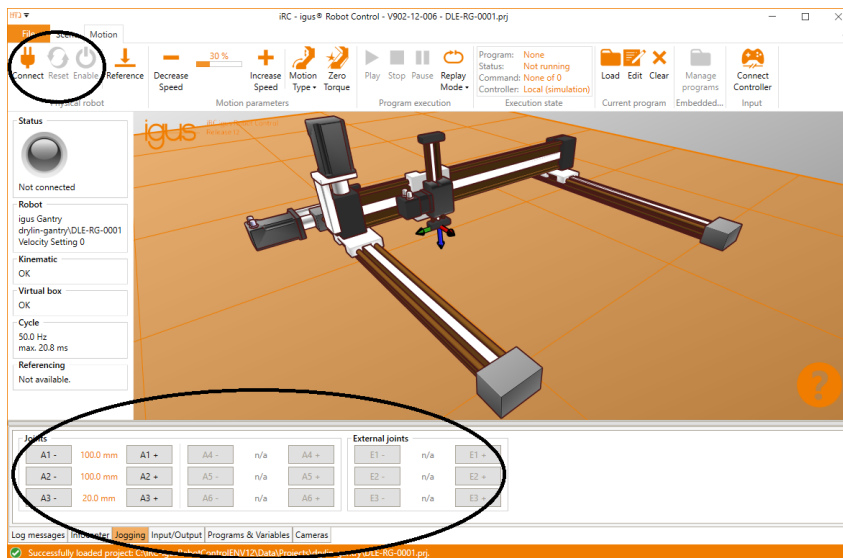 iRC - igus® Robot Control - V902-12-006 - DLE-RG-0001.prj
File Scene Motion
Connect Reset Enable Reference Decrease Speed 30 % Increase Speed Motion Type Zero Torque Play Stop Pause Replay Mode
Program: None
Status: Not running
Command: None of 0
Controller: Local (simulation)
Load Edit Clear Manage programs Connect Controller
Physical robot Motion parameters Program execution Execution state Current program Embedded... Input
Status
Not connected
Robot
igus Gantry
drylin-gantry\DLE-RG-0001
Velocity Setting 0
Kinematic
OK
Virtual box
OK
Cycle
50.0 Hz
max. 20.8 ms
Referencing
Not available.
igus
?
Joints External joints
A1 - 100.0 mm A1 + A4 - n/a A4 + E1 - n/a E1 +
A2 - 100.0 mm A2 + A5 - n/a A5 + E2 - n/a E2 +
A3 - 20.0 mm A3 + A6 - n/a A6 + E3 - n/a E3 +
Log messages Infocenter Jogging Input/Output Programs & Variables Cameras
Successfully loaded project: